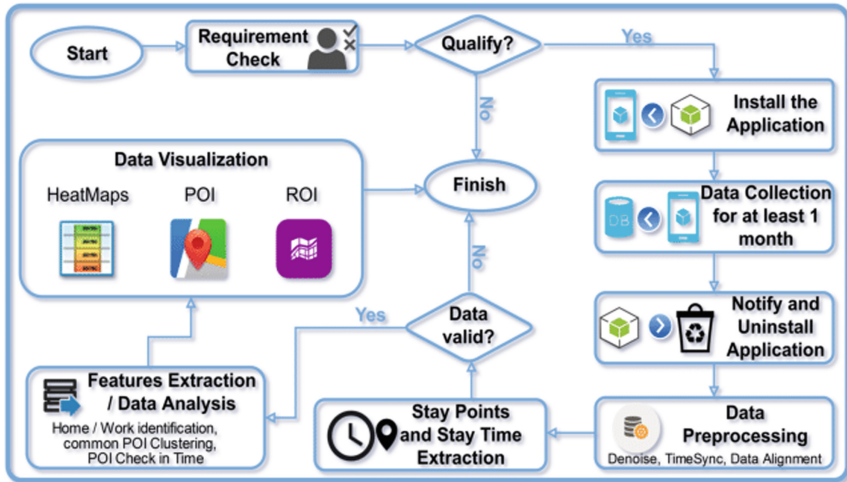 Start
Requirement
Check
Qualify?
Yes
No
Install the
Application
Data Visualization
HeatMaps
POI
ROI
Finish
DB
Data Collection
for at least 1
month
No
Yes
Data
valid?
Notify and
Uninstall
Application
Features Extraction
/ Data Analysis
Home / Work identification,
common POI Clustering,
POI Check in Time
Stay Points
and Stay Time
Extraction
Data
Preprocessing
Denoise, TimeSync, Data Alignment